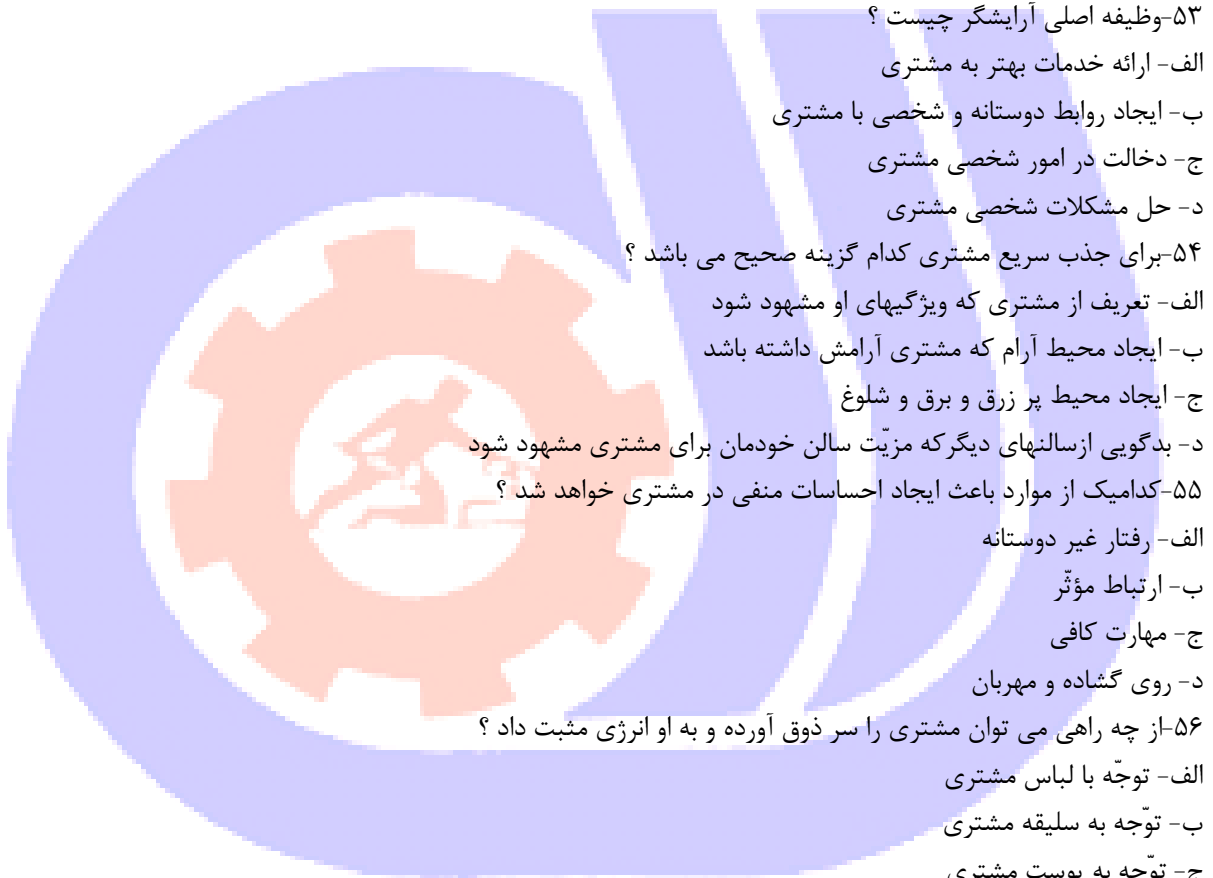 ۵۳-وظیفه اصلی آرایشگر چیست ؟
الف- ارائه خدمات بهتر به مشتری
ب- ایجاد روابط دوستانه و شخصی با مشتری
ج- دخالت در امور شخصی مشتری
د- حل مشکلات شخصی مشتری
۵۴-برای جذب سریع مشتری کدام گزینه صحیح می باشد ؟
الف- تعریف از مشتری که ویژگیهای او مشهود شود
ب- ایجاد محیط آرام که مشتری آرامش داشته باشد
ج- ایجاد محیط پر زرق و برق و شلوغ
د- بدگویی ازسالنهای دیگرکه مزیّت سالن خودمان برای مشتری مشهود شود
۵۵-کدامیک از موارد باعث ایجاد احساسات منفی در مشتری خواهد شد ؟
الف- رفتار غیر دوستانه
ب- ارتباط مؤثّر
ج- مهارت کافی
د- روی گشاده و مهربان
۵۶-از چه راهی می توان مشتری را سر ذوق آورده و به او انرژی مثبت داد ؟
الف- توجّه با لباس مشتری
ب- توّجه به سلیقه مشتری
ج- توّجه به پوست مشتری